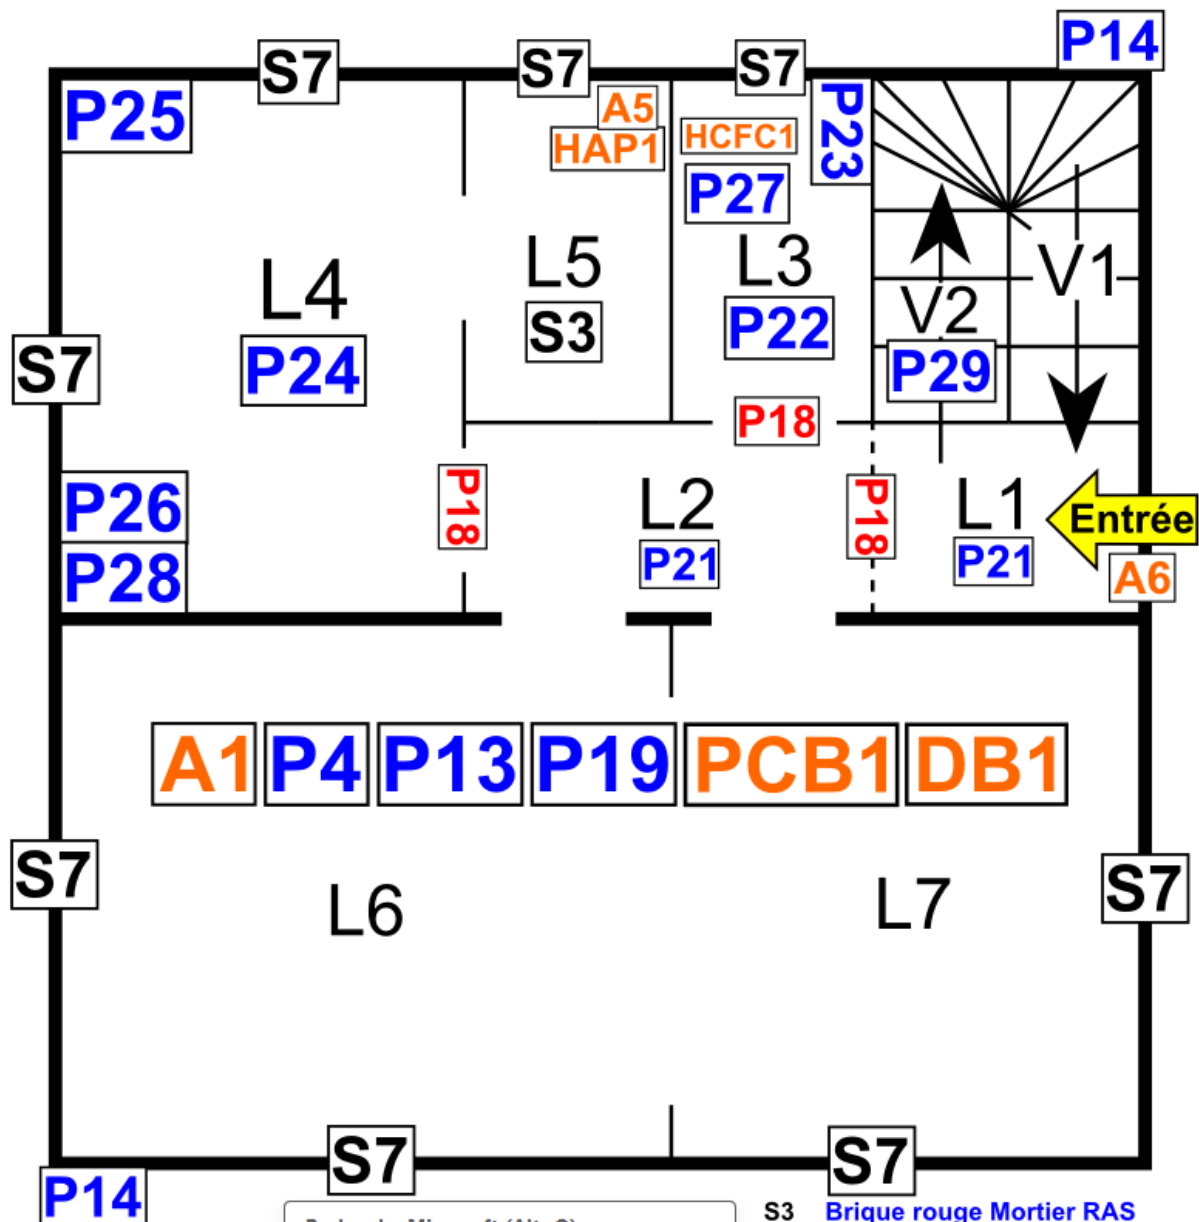 P14
S7
S7
S7
P25
A5
HAP1
HCFC1
P23
P27
L4
L5
L3
V1
V2
S3
P22
S7
P24
P29
P18
P26
P18
L2
P18
L1
Entrée
P28
P21
P21
A6
A1
P4
P13
P19
PCB1
DB1
S7
L6
L7
S7
S7
S7
P14
S3 Brique rouge Mortier RAS